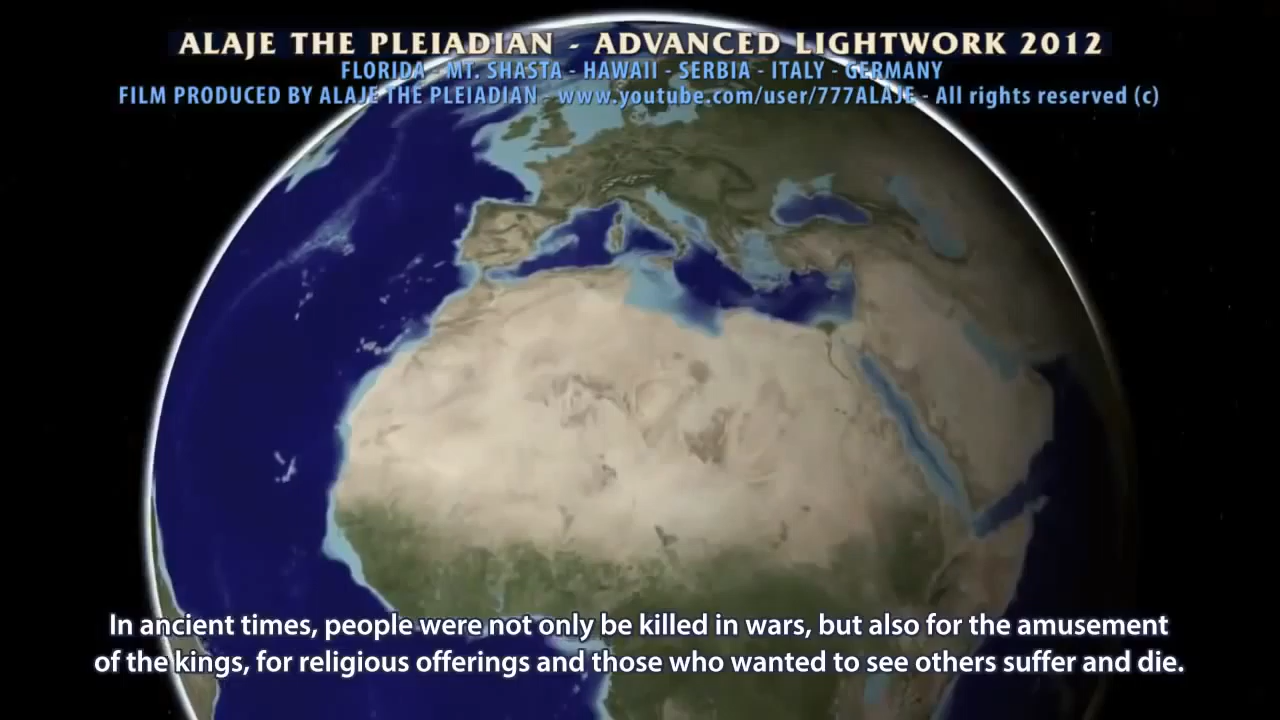 ALAJE THE PLEIADIAN - ADVANCED LIGHTWORK 2012
FLORIDA - MT. SHASTA - HAWAII - SERBIA - ITALY - GERMANY
FILM PRODUCED BY ALAJE THE PLEIADIAN - www.youtube.com/user/777ALAJE - All rights reserved (c)
In ancient times, people were not only be killed in wars, but also for the amusement
of the kings, for religious offerings and those who wanted to see others suffer and die.